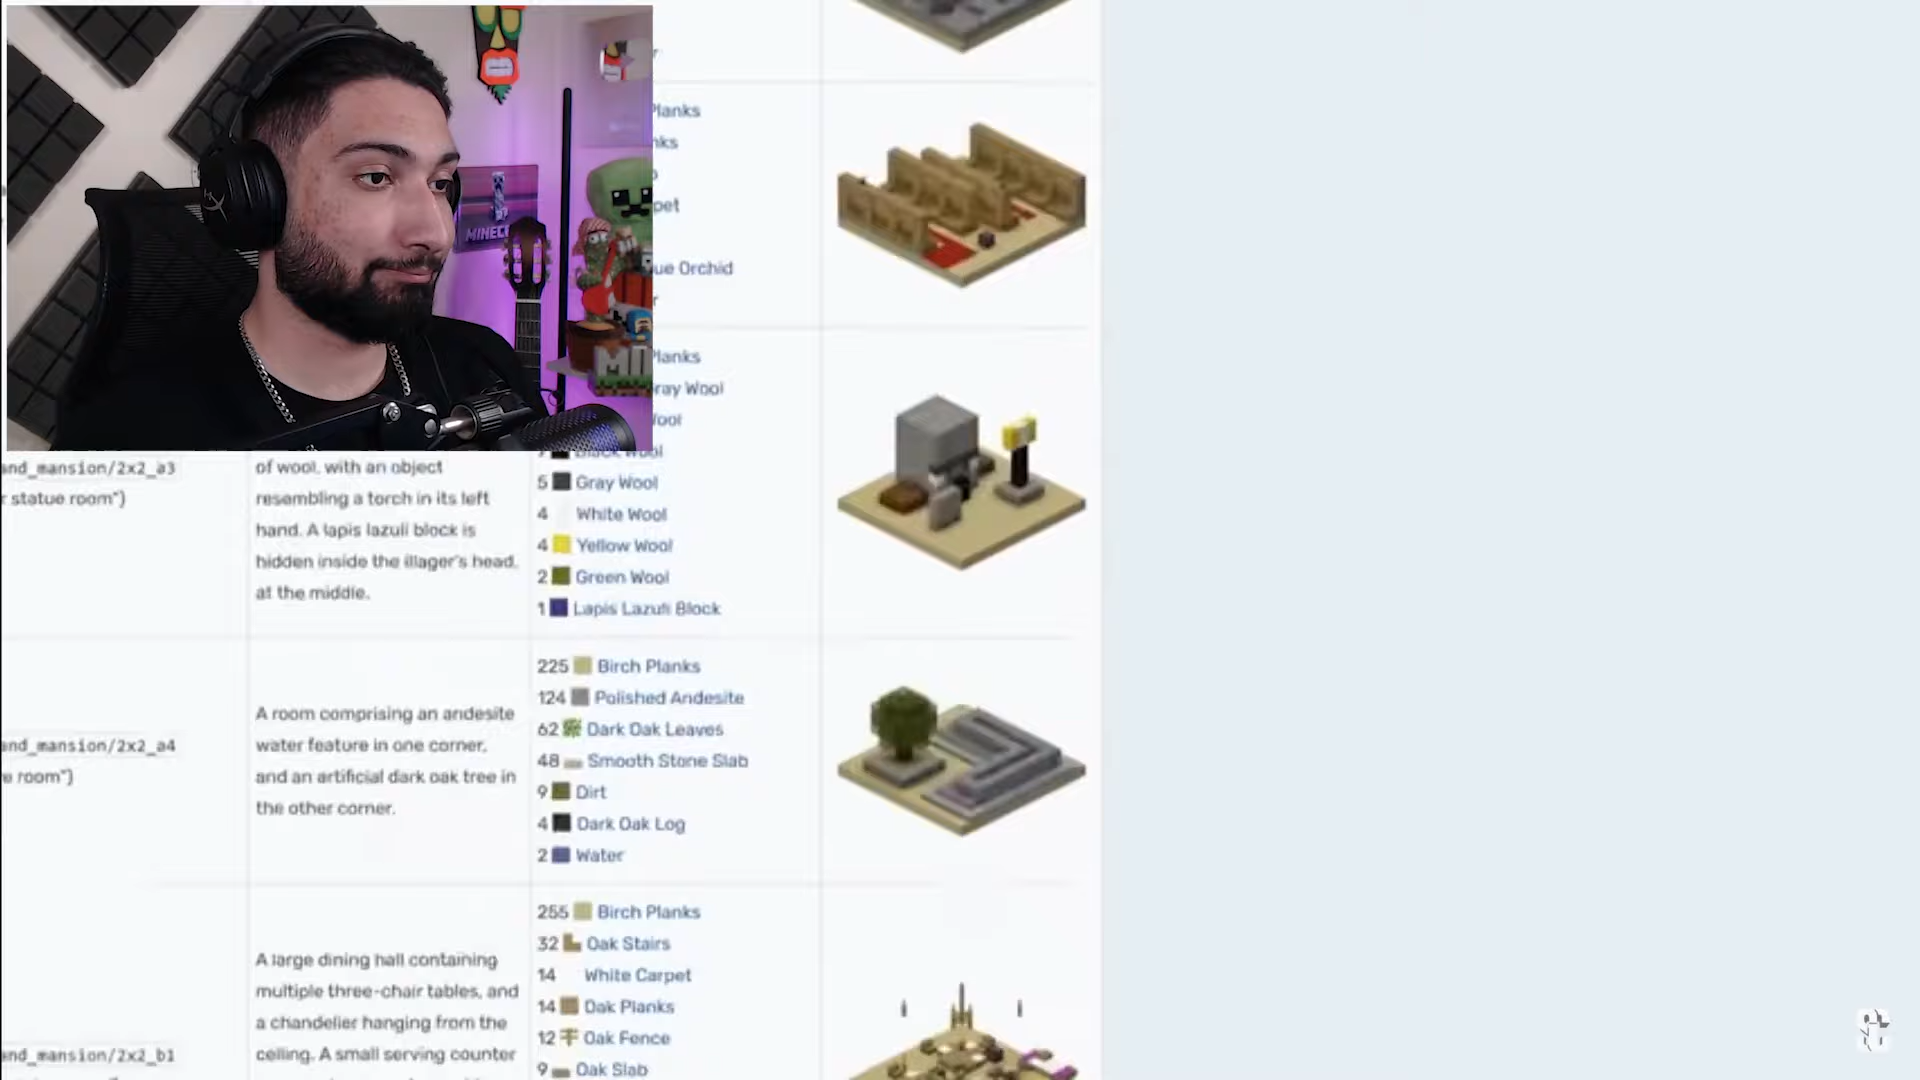 Planks
pet
ue Orchid
Planks
ray Wool
Wool
MINEC
and_mansion/2x2_a3
r statue room")
of wool, with an object
resembling a torch in its left
hand. A lapis lazuli block is
hidden inside the illager's head,
at the middle.
Black Wool
5 Gray Wool
4 White Wool
4 Yellow Wool
2 Green Wool
1 Lapis Lazuli Block
and_mansion/2x2_a4
e room")
A room comprising an andesite
water feature in one corner,
and an artificial dark oak tree in
the other corner.
225 Birch Planks
124 Polished Andesite
62 Dark Oak Leaves
48 Smooth Stone Slab
9 Dirt
4 Dark Oak Log
2 Water
and_mansion/2x2_b1
A large dining hall containing
multiple three-chair tables, and
a chandelier hanging from the
ceiling. A small serving counter
255 Birch Planks
32 Oak Stairs
14 White Carpet
14 Oak Planks
12 Oak Fence
9 Oak Slab